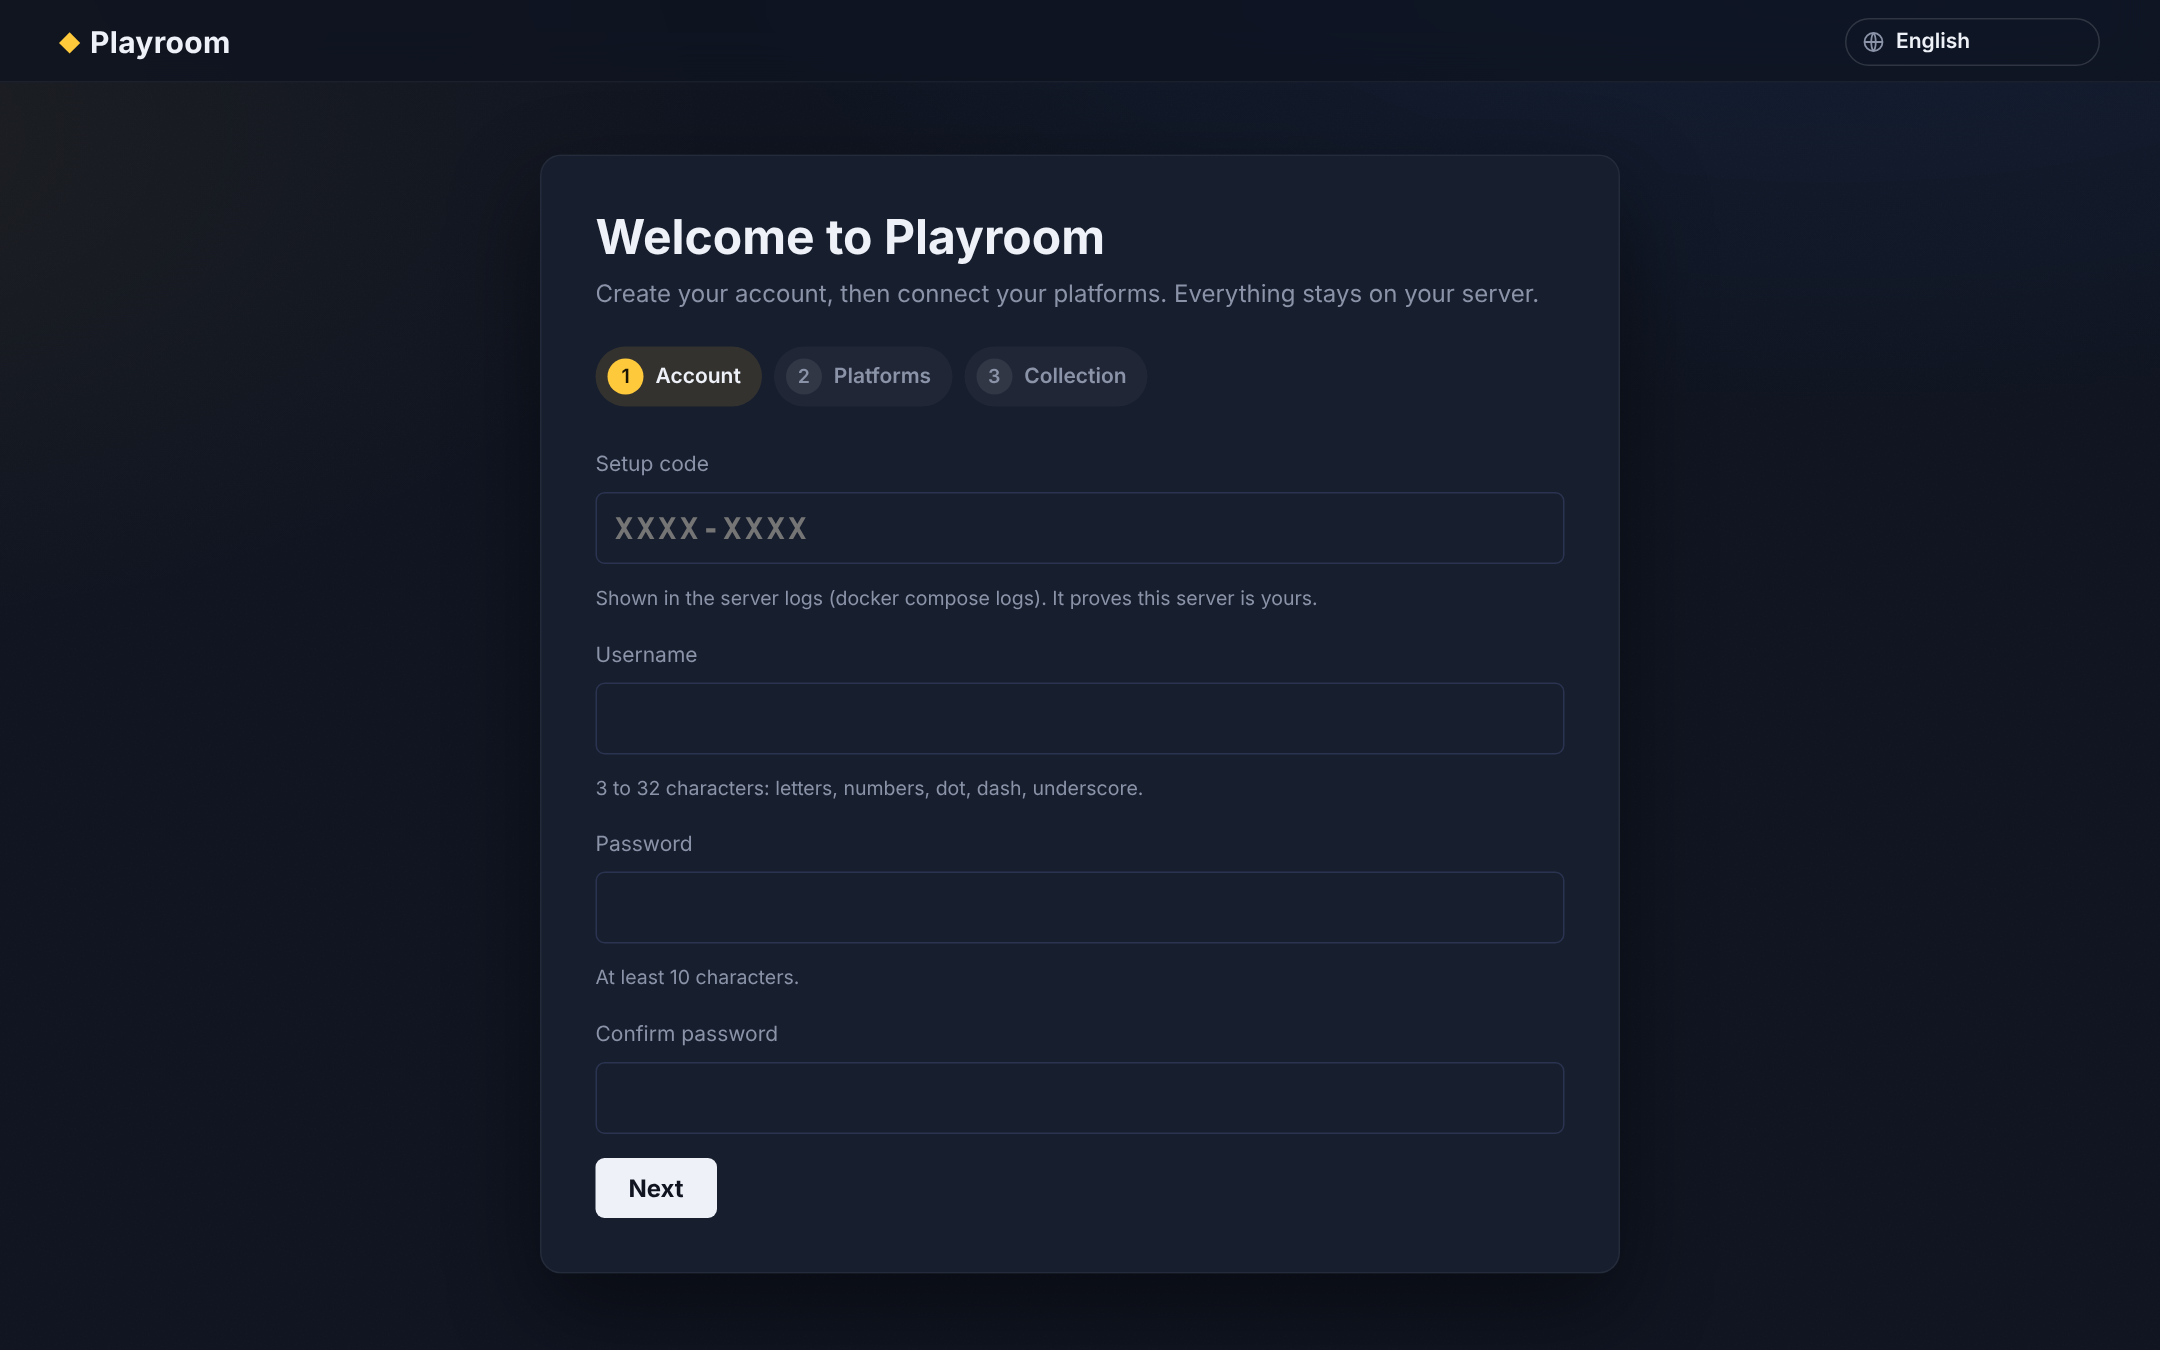 Playroom
English
Welcome to Playroom
Create your account, then connect your platforms. Everything stays on your server.
1 Account 2 Platforms 3 Collection
Setup code
XXXX-XXXX
Shown in the server logs (docker compose logs). It proves this server is yours.
Username
3 to 32 characters: letters, numbers, dot, dash, underscore.
Password
At least 10 characters.
Confirm password
Next